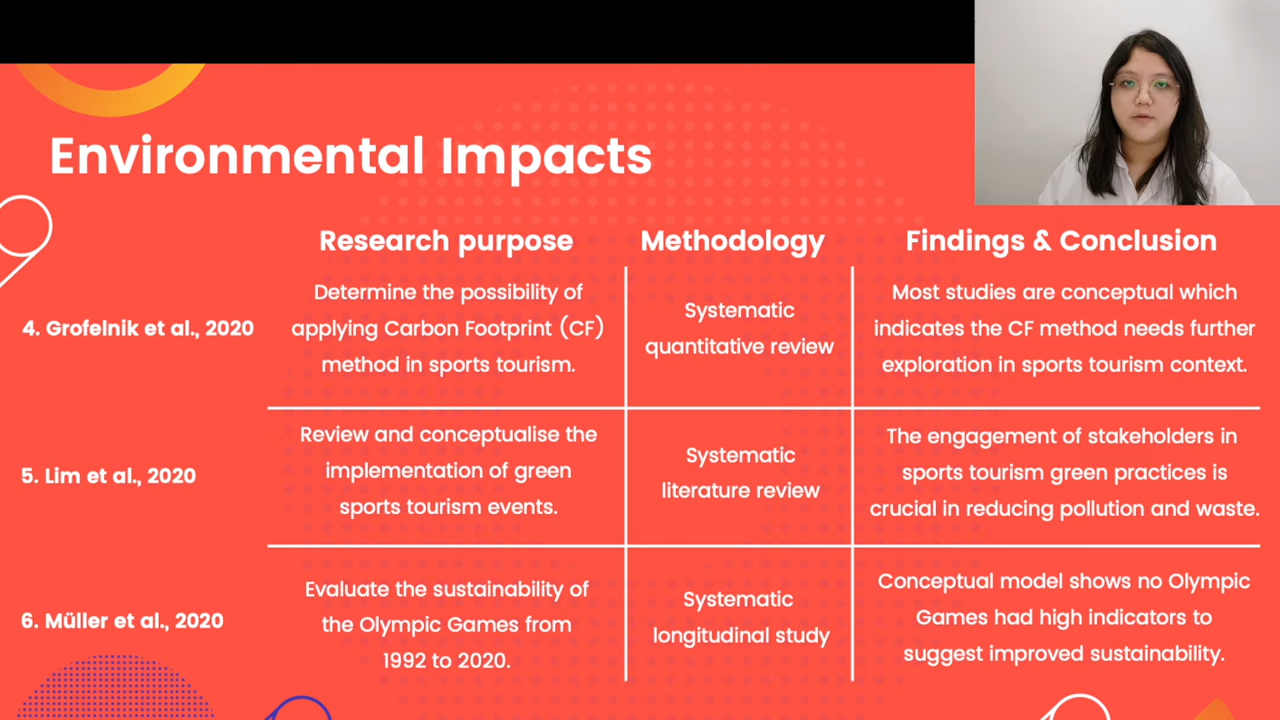 Environmental Impacts
Research purpose
Methodology
Findings & Conclusion
4. Grofelnik et al., 2020
Determine the possibility of
applying Carbon Footprint (CF)
method in sports tourism.
Systematic
quantitative review
Most studies are conceptual which
indicates the CF method needs further
exploration in sports tourism context.
5. Lim et al., 2020
Review and conceptualise the
implementation of green
sports tourism events.
Systematic
literature review
The engagement of stakeholders in
sports tourism green practices is
crucial in reducing pollution and waste.
6. Müller et al., 2020
Evaluate the sustainability of
the Olympic Games from
1992 to 2020.
Systematic
longitudinal study
Conceptual model shows no Olympic
Games had high indicators to
suggest improved sustainability.